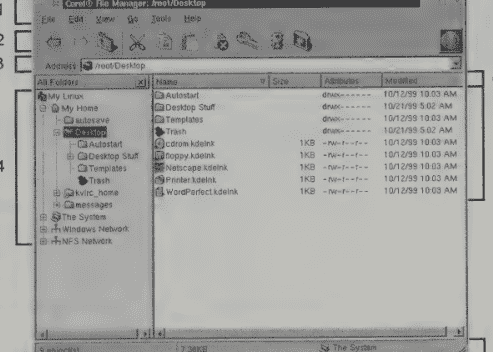 Corel® File Manager: /root/Desktop
File Edit View Go Tools Help
2
3
Address /root/Desktop
All Folders x Name Size Attributes Modified
My Linux
My Home
autosave
Desktop
Autostart
Desktop Stuff
Templates
Trash
kvirc_home
messages
The System
Windows Network
NFS Network
4
Autostart drwx------ 10/12/99 10:03 AM
Desktop Stuff drwx------ 10/21/99 5:02 AM
Templates drwx------ 10/12/99 10:03 AM
Trash drwx------ 10/21/99 5:02 AM
cdrom.kdelnk 1KB -rw-r--r-- 10/12/99 10:03 AM
floppy.kdelnk 1KB -rw-r--r-- 10/12/99 10:03 AM
Netscape.kdelnk 1KB -rw-r--r-- 10/12/99 10:03 AM
Printer.kdelnk 1KB -rw-r--r-- 10/12/99 10:03 AM
WordPerfect.kdelnk 1KB -rw-r--r-- 10/12/99 10:03 AM
The System